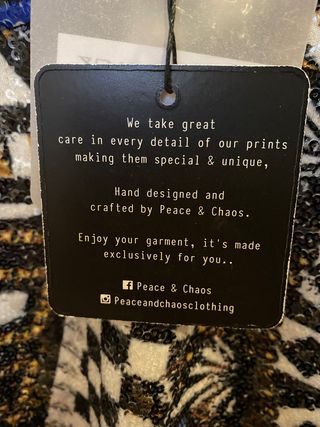 We take great
care in every detail of our prints
making them special & unique,
Hand designed and
crafted by Peace & Chaos.
Enjoy your garment, it's made
exclusively for you..
Peace & Chaos
Peaceandchaosclothing